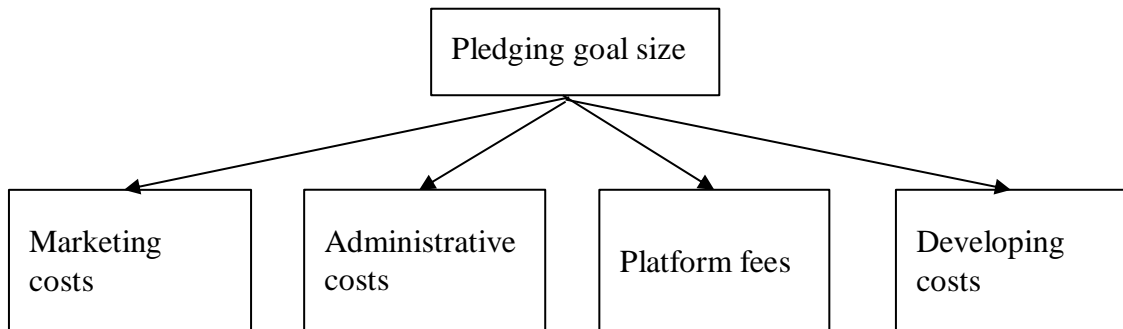 Pledging goal size
Marketing
costs
Administrative
costs
Platform fees
Developing
costs